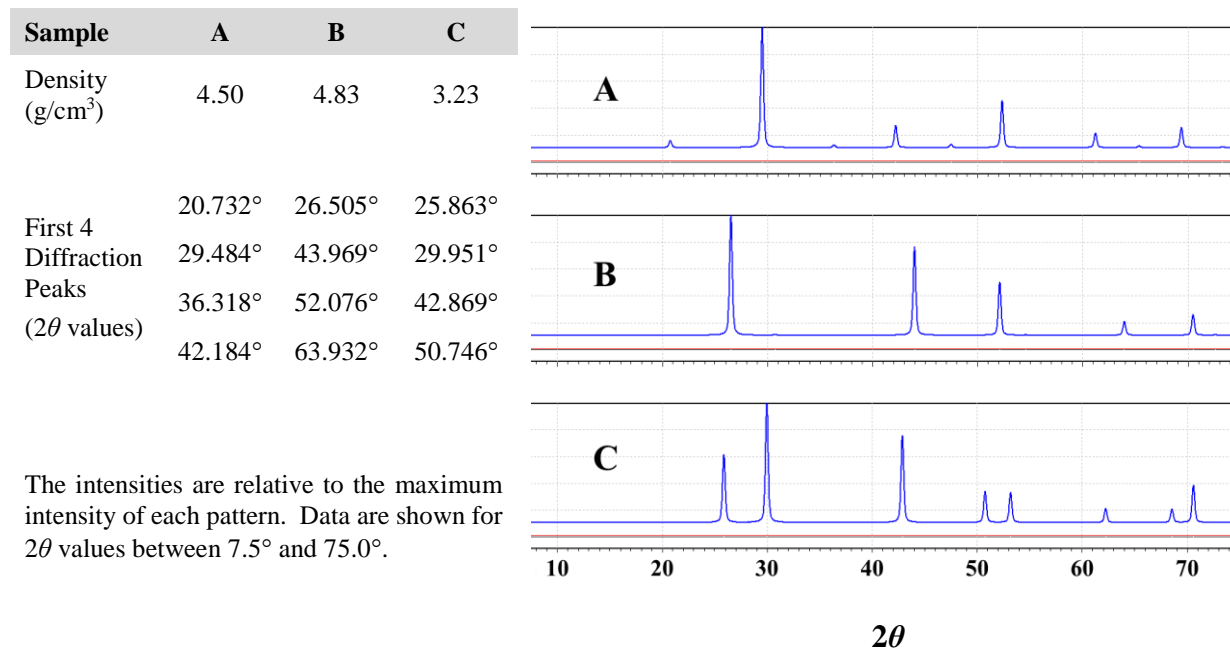 Sample A B C
Density (g/cm³) 4.50 4.83 3.23
First 4 Diffraction Peaks (2θ values)
20.732° 26.505° 25.863°
29.484° 43.969° 29.951°
36.318° 52.076° 42.869°
42.184° 63.932° 50.746°
The intensities are relative to the maximum
intensity of each pattern. Data are shown for
2θ values between 7.5° and 75.0°.
A
B
C
10 20 30 40 50 60 70
2θ